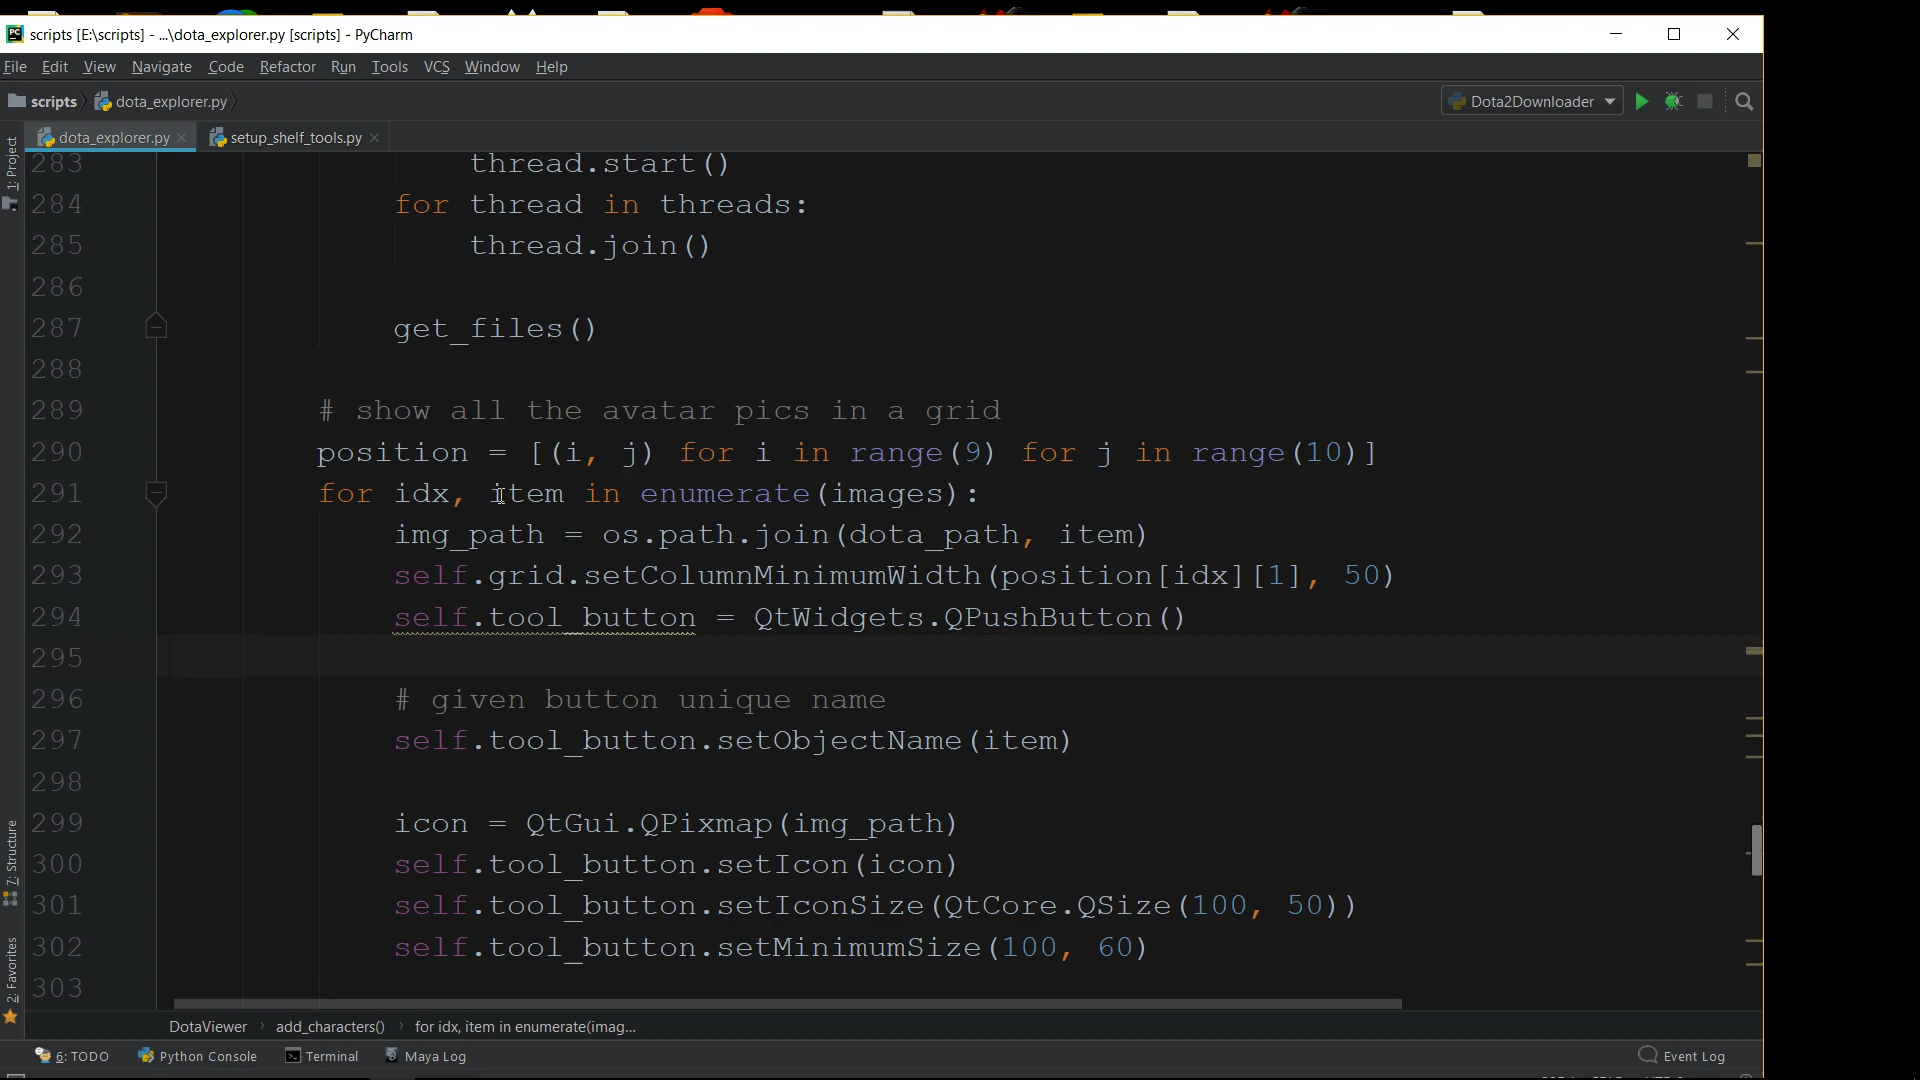 scripts [E:\scripts] - ...\dota_explorer.py [scripts] - PyCharm
File Edit View Navigate Code Refactor Run Tools VCS Window Help
scripts dota_explorer.py Dota2Downloader
dota_explorer.py setup_shelf_tools.py
1: Project
7: Structure
2: Favorites
283 thread.start()
284 for thread in threads:
285 thread.join()
286
287 get_files()
288
289 # show all the avatar pics in a grid
290 position = [(i, j) for i in range(9) for j in range(10)]
291 for idx, item in enumerate(images):
292 img_path = os.path.join(dota_path, item)
293 self.grid.setColumnMinimumWidth(position[idx][1], 50)
294 self.tool_button = QtWidgets.QPushButton()
295
296 # given button unique name
297 self.tool_button.setObjectName(item)
298
299 icon = QtGui.QPixmap(img_path)
300 self.tool_button.setIcon(icon)
301 self.tool_button.setIconSize(QtCore.QSize(100, 50))
302 self.tool_button.setMinimumSize(100, 60)
303
DotaViewer add_characters() for idx, item in enumerate(imag...
6: TODO Python Console Terminal Maya Log Event Log